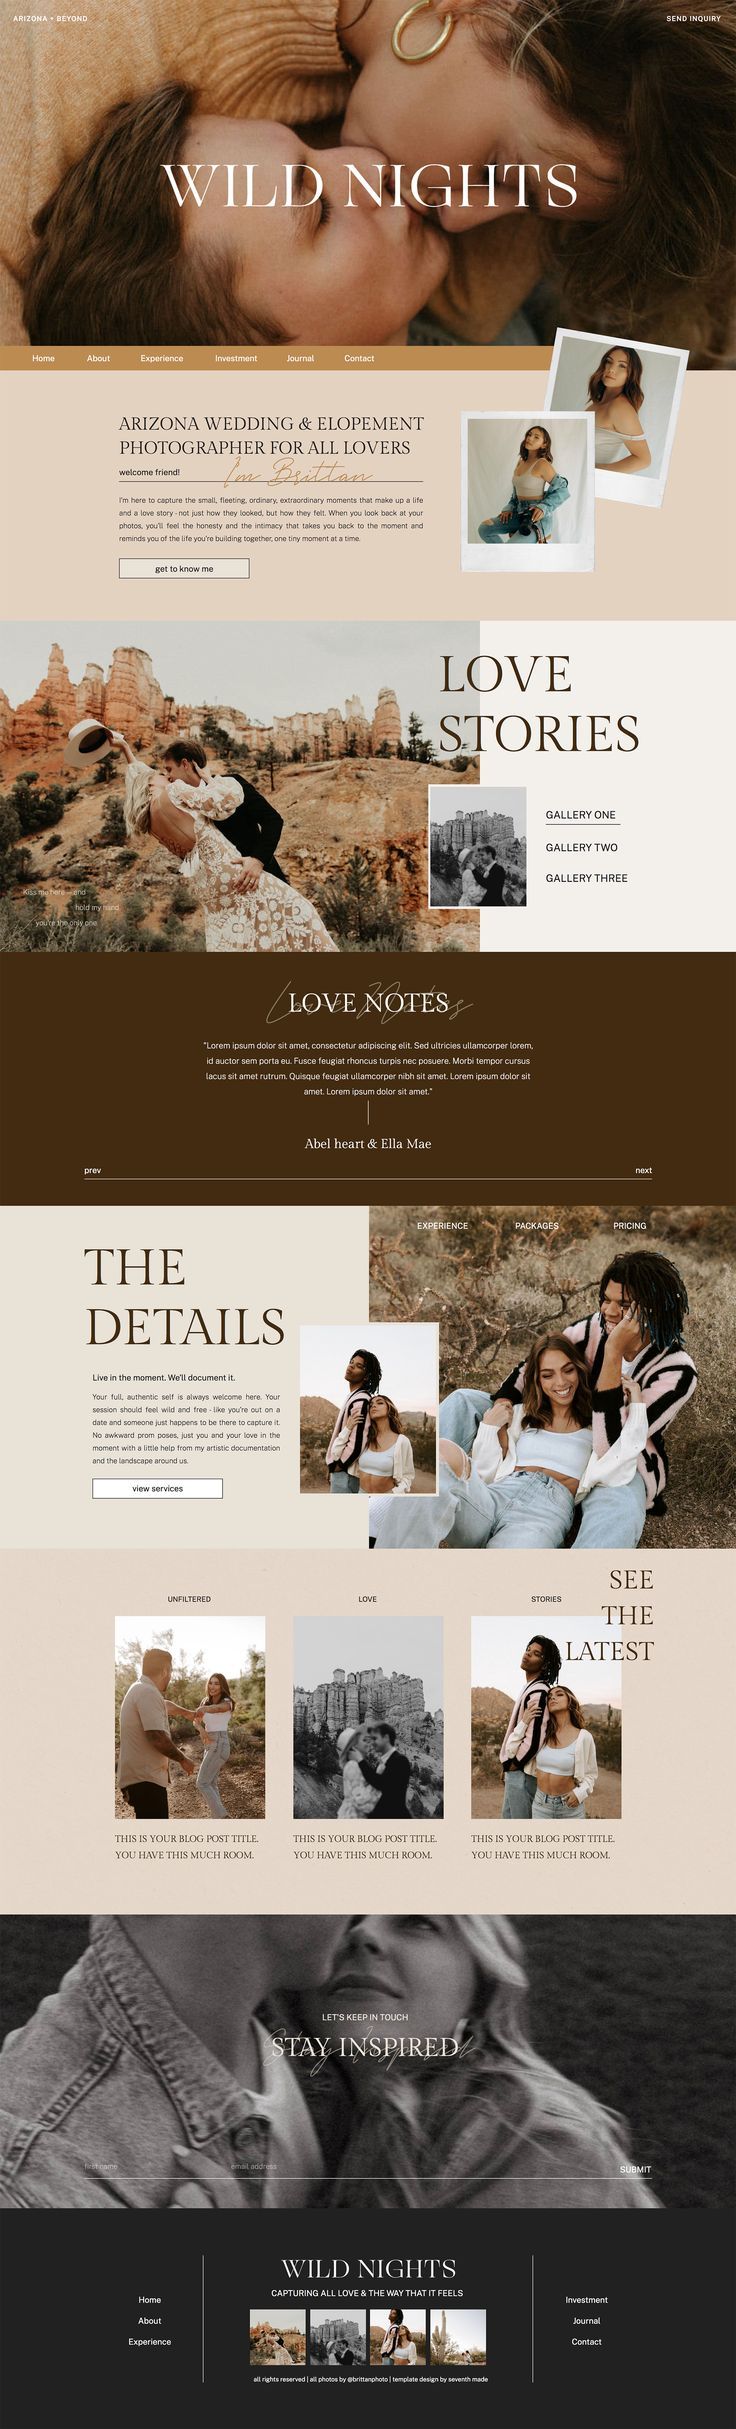 ARIZONA + BEYOND
SEND INQUIRY
WILD NIGHTS
Home About Experience Investment Journal Contact
ARIZONA WEDDING & ELOPEMENT
PHOTOGRAPHER FOR ALL LOVERS
welcome friend! I'm Brittan
I'm here to capture the small, fleeting, ordinary, extraordinary moments that make up a life
and a love story - not just how they looked, but how they felt. When you look back at your
photos, you'll feel the honesty and the intimacy that takes you back to the moment and
reminds you of the life you're building together, one tiny moment at a time.
get to know me
LOVE
STORIES
GALLERY ONE
GALLERY TWO
GALLERY THREE
Kiss me here — and
hold my hand
you're the only one
Love Notes
LOVE NOTES
"Lorem ipsum dolor sit amet, consectetur adipiscing elit. Sed ultricies ullamcorper lorem,
id auctor sem porta eu. Fusce feugiat rhoncus turpis nec posuere. Morbi tempor cursus
lacus sit amet rutrum. Quisque feugiat ullamcorper nibh sit amet. Lorem ipsum dolor sit
amet. Lorem ipsum dolor sit amet."
Abel heart & Ella Mae
prev next
EXPERIENCE PACKAGES PRICING
THE
DETAILS
Live in the moment. We'll document it.
Your full, authentic self is always welcome here. Your
session should feel wild and free - like you're out on a
date and someone just happens to be there to capture it.
No awkward prom poses, just you and your love in the
moment with a little help from my artistic documentation
and the landscape around us.
view services
SEE
THE
LATEST
UNFILTERED LOVE STORIES
THIS IS YOUR BLOG POST TITLE.
YOU HAVE THIS MUCH ROOM.
THIS IS YOUR BLOG POST TITLE.
YOU HAVE THIS MUCH ROOM.
THIS IS YOUR BLOG POST TITLE.
YOU HAVE THIS MUCH ROOM.
LET'S KEEP IN TOUCH
Stay Inspired
STAY INSPIRED
first name email address SUBMIT
WILD NIGHTS
CAPTURING ALL LOVE & THE WAY THAT IT FEELS
Home
About
Experience
Investment
Journal
Contact
all rights reserved | all photos by @brittanphoto | template design by seventh made